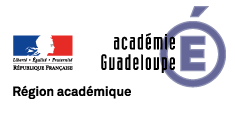 académie
Guadeloupe
É
Liberté • Égalité • Fraternité
RÉPUBLIQUE FRANÇAISE
Région académique